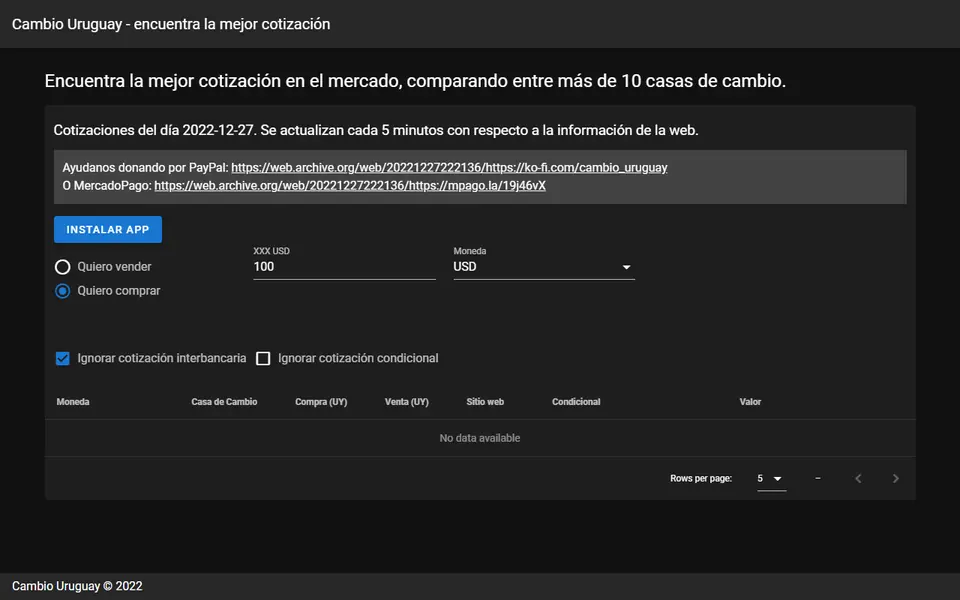 Cambio Uruguay - encuentra la mejor cotización
Encuentra la mejor cotización en el mercado, comparando entre más de 10 casas de cambio.
Cotizaciones del día 2022-12-27. Se actualizan cada 5 minutos con respecto a la información de la web.
Ayudanos donando por PayPal: https://web.archive.org/web/20221227222136/https://ko-fi.com/cambio_uruguay
O MercadoPago: https://web.archive.org/web/20221227222136/https://mpago.la/19j46vX
INSTALAR APP
Quiero vender
Quiero comprar
XXX USD
100
Moneda
USD
Ignorar cotización interbancaria
Ignorar cotización condicional
Moneda Casa de Cambio Compra (UY) Venta (UY) Sitio web Condicional Valor
No data available
Rows per page: 5 –
Cambio Uruguay © 2022